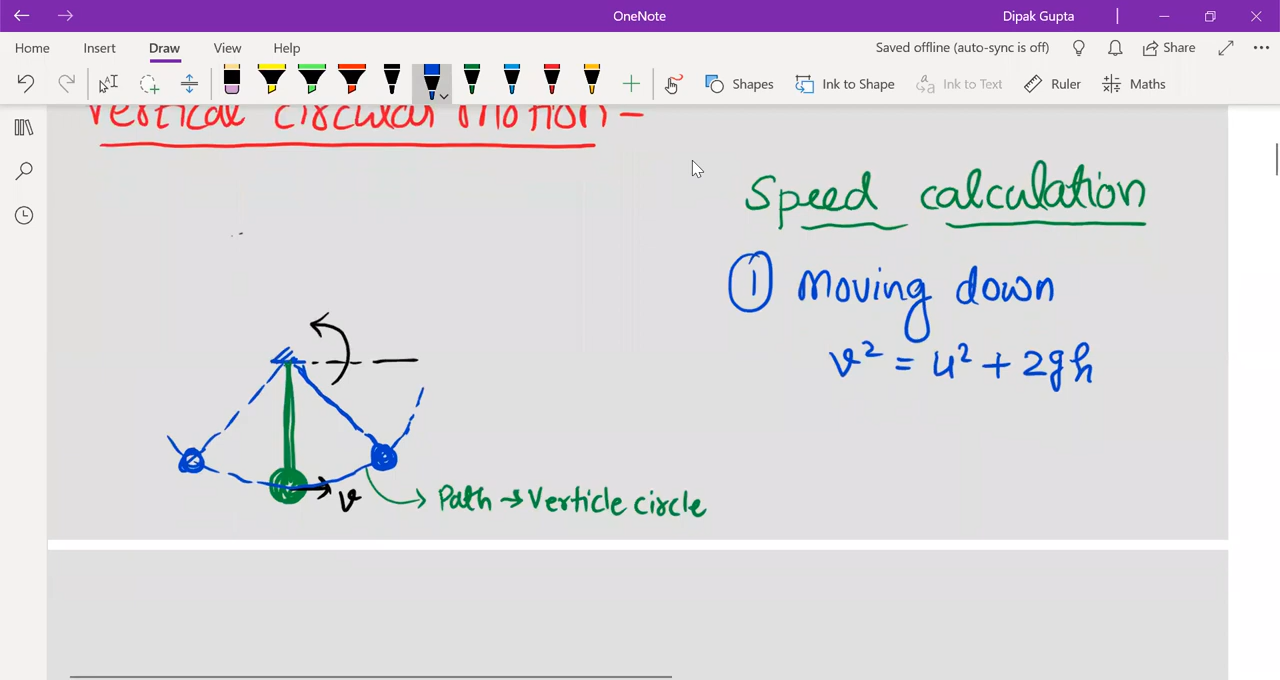 OneNote
Dipak Gupta
Home Insert Draw View Help
Saved offline (auto-sync is off)
Share
Shapes
Ink to Shape
Ink to Text
Ruler
Maths
Vertical Circular Motion -
Speed calculation
① Moving down
v² = u² + 2gh
v
Path → Verticle circle